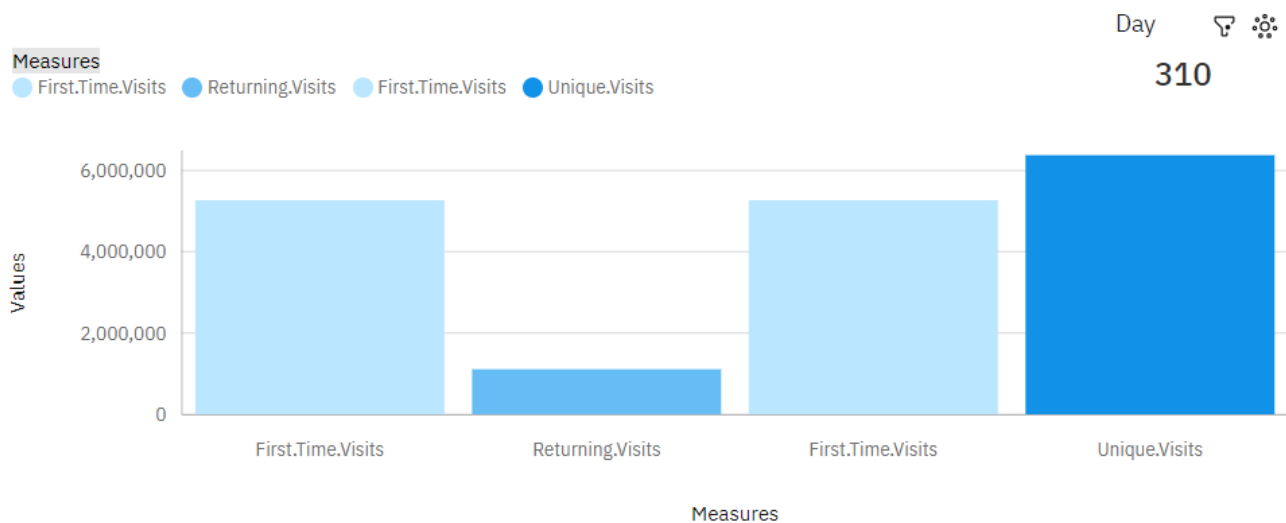 Day
310
Measures
First.Time.Visits Returning.Visits First.Time.Visits Unique.Visits
6,000,000
4,000,000
2,000,000
0
Values
First.Time.Visits Returning.Visits First.Time.Visits Unique.Visits
Measures